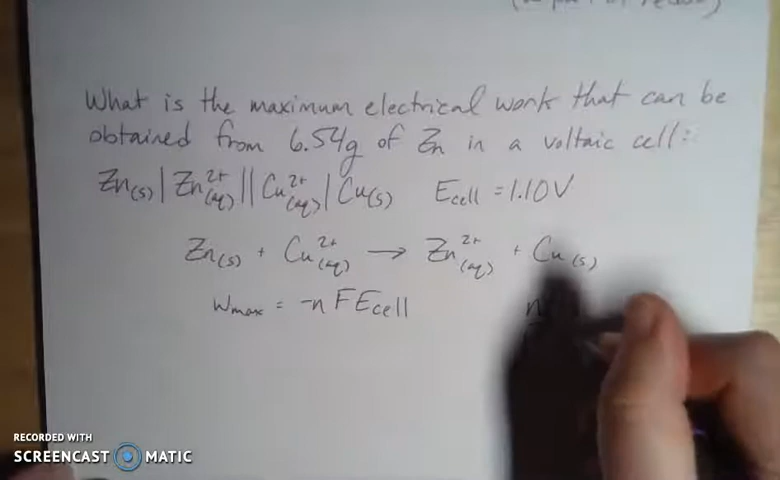 What is the maximum electrical work that can be
obtained from 6.54g of Zn in a voltaic cell:
Zn(s) | Zn²⁺(aq) || Cu²⁺(aq) | Cu(s) Ecell = 1.10V
Zn(s) + Cu²⁺(aq) → Zn²⁺(aq) + Cu(s)
Wmax = -nFEcell n
RECORDED WITH
SCREENCAST MATIC